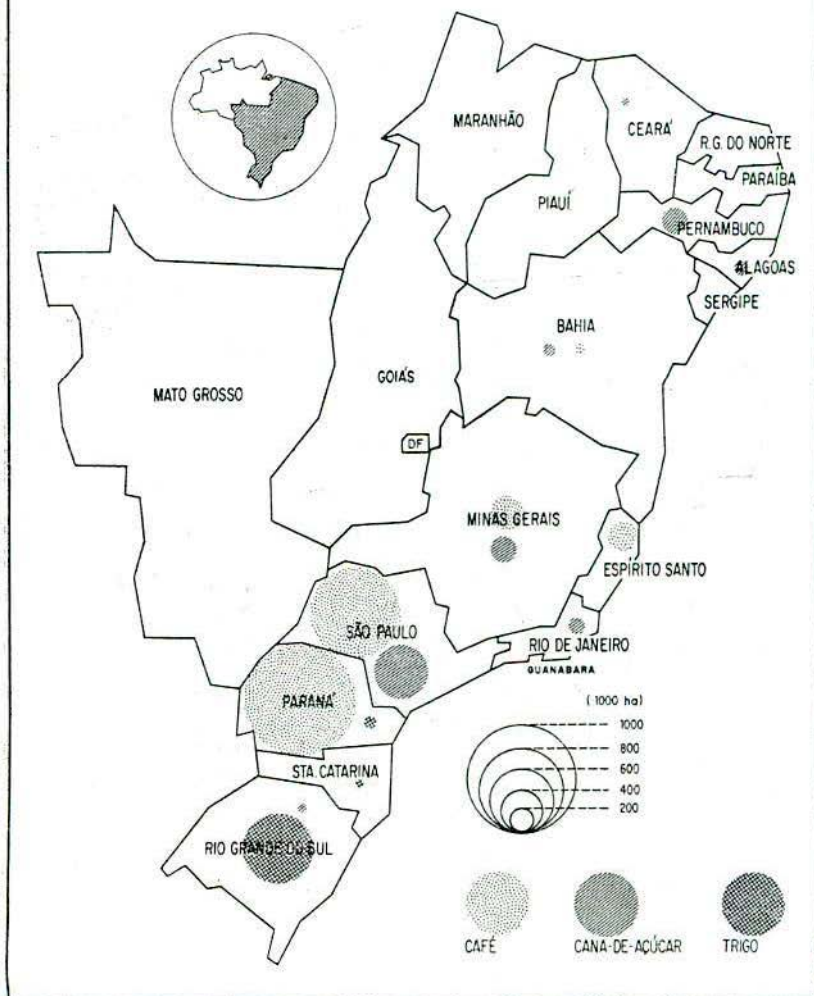 MARANHÃO
CEARÁ
R.G. DO NORTE
PARAÍBA
PIAUÍ
PERNAMBUCO
ALAGOAS
SERGIPE
BAHIA
MATO GROSSO
GOIÁS
DF
MINAS GERAIS
ESPÍRITO SANTO
SÃO PAULO
RIO DE JANEIRO
GUANABARA
PARANÁ
STA. CATARINA
RIO GRANDE DO SUL
(1000 ha)
1000
800
600
400
200
CAFÉ
CANA-DE-AÇÚCAR
TRIGO